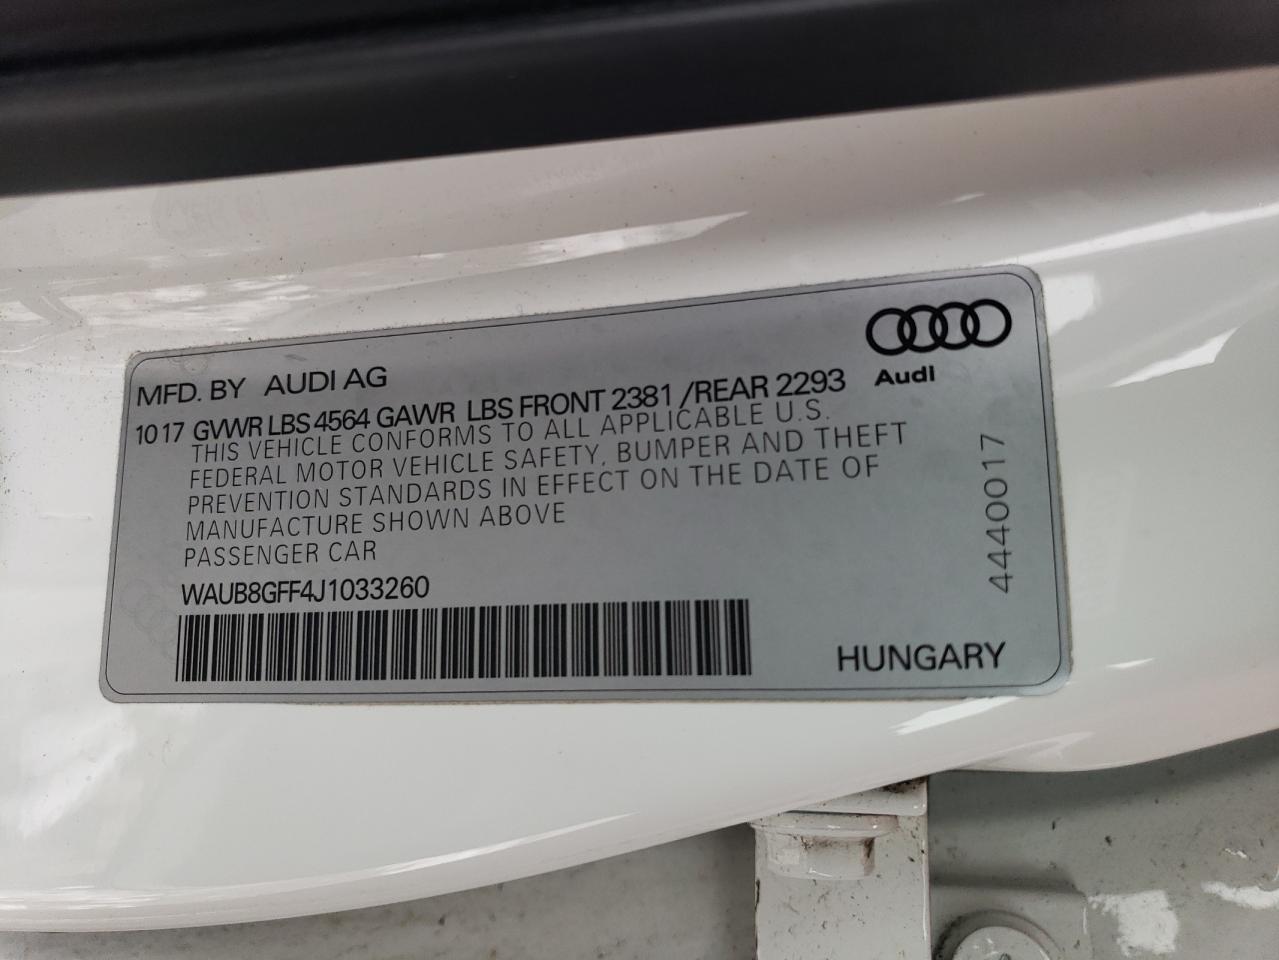 MFD. BY AUDI AG
Audi
1017 GVWR LBS 4564 GAWR LBS FRONT 2381 /REAR 2293
THIS VEHICLE CONFORMS TO ALL APPLICABLE U.S.
FEDERAL MOTOR VEHICLE SAFETY, BUMPER AND THEFT
PREVENTION STANDARDS IN EFFECT ON THE DATE OF
MANUFACTURE SHOWN ABOVE
PASSENGER CAR
WAUB8GFF4J1033260
HUNGARY
4440017